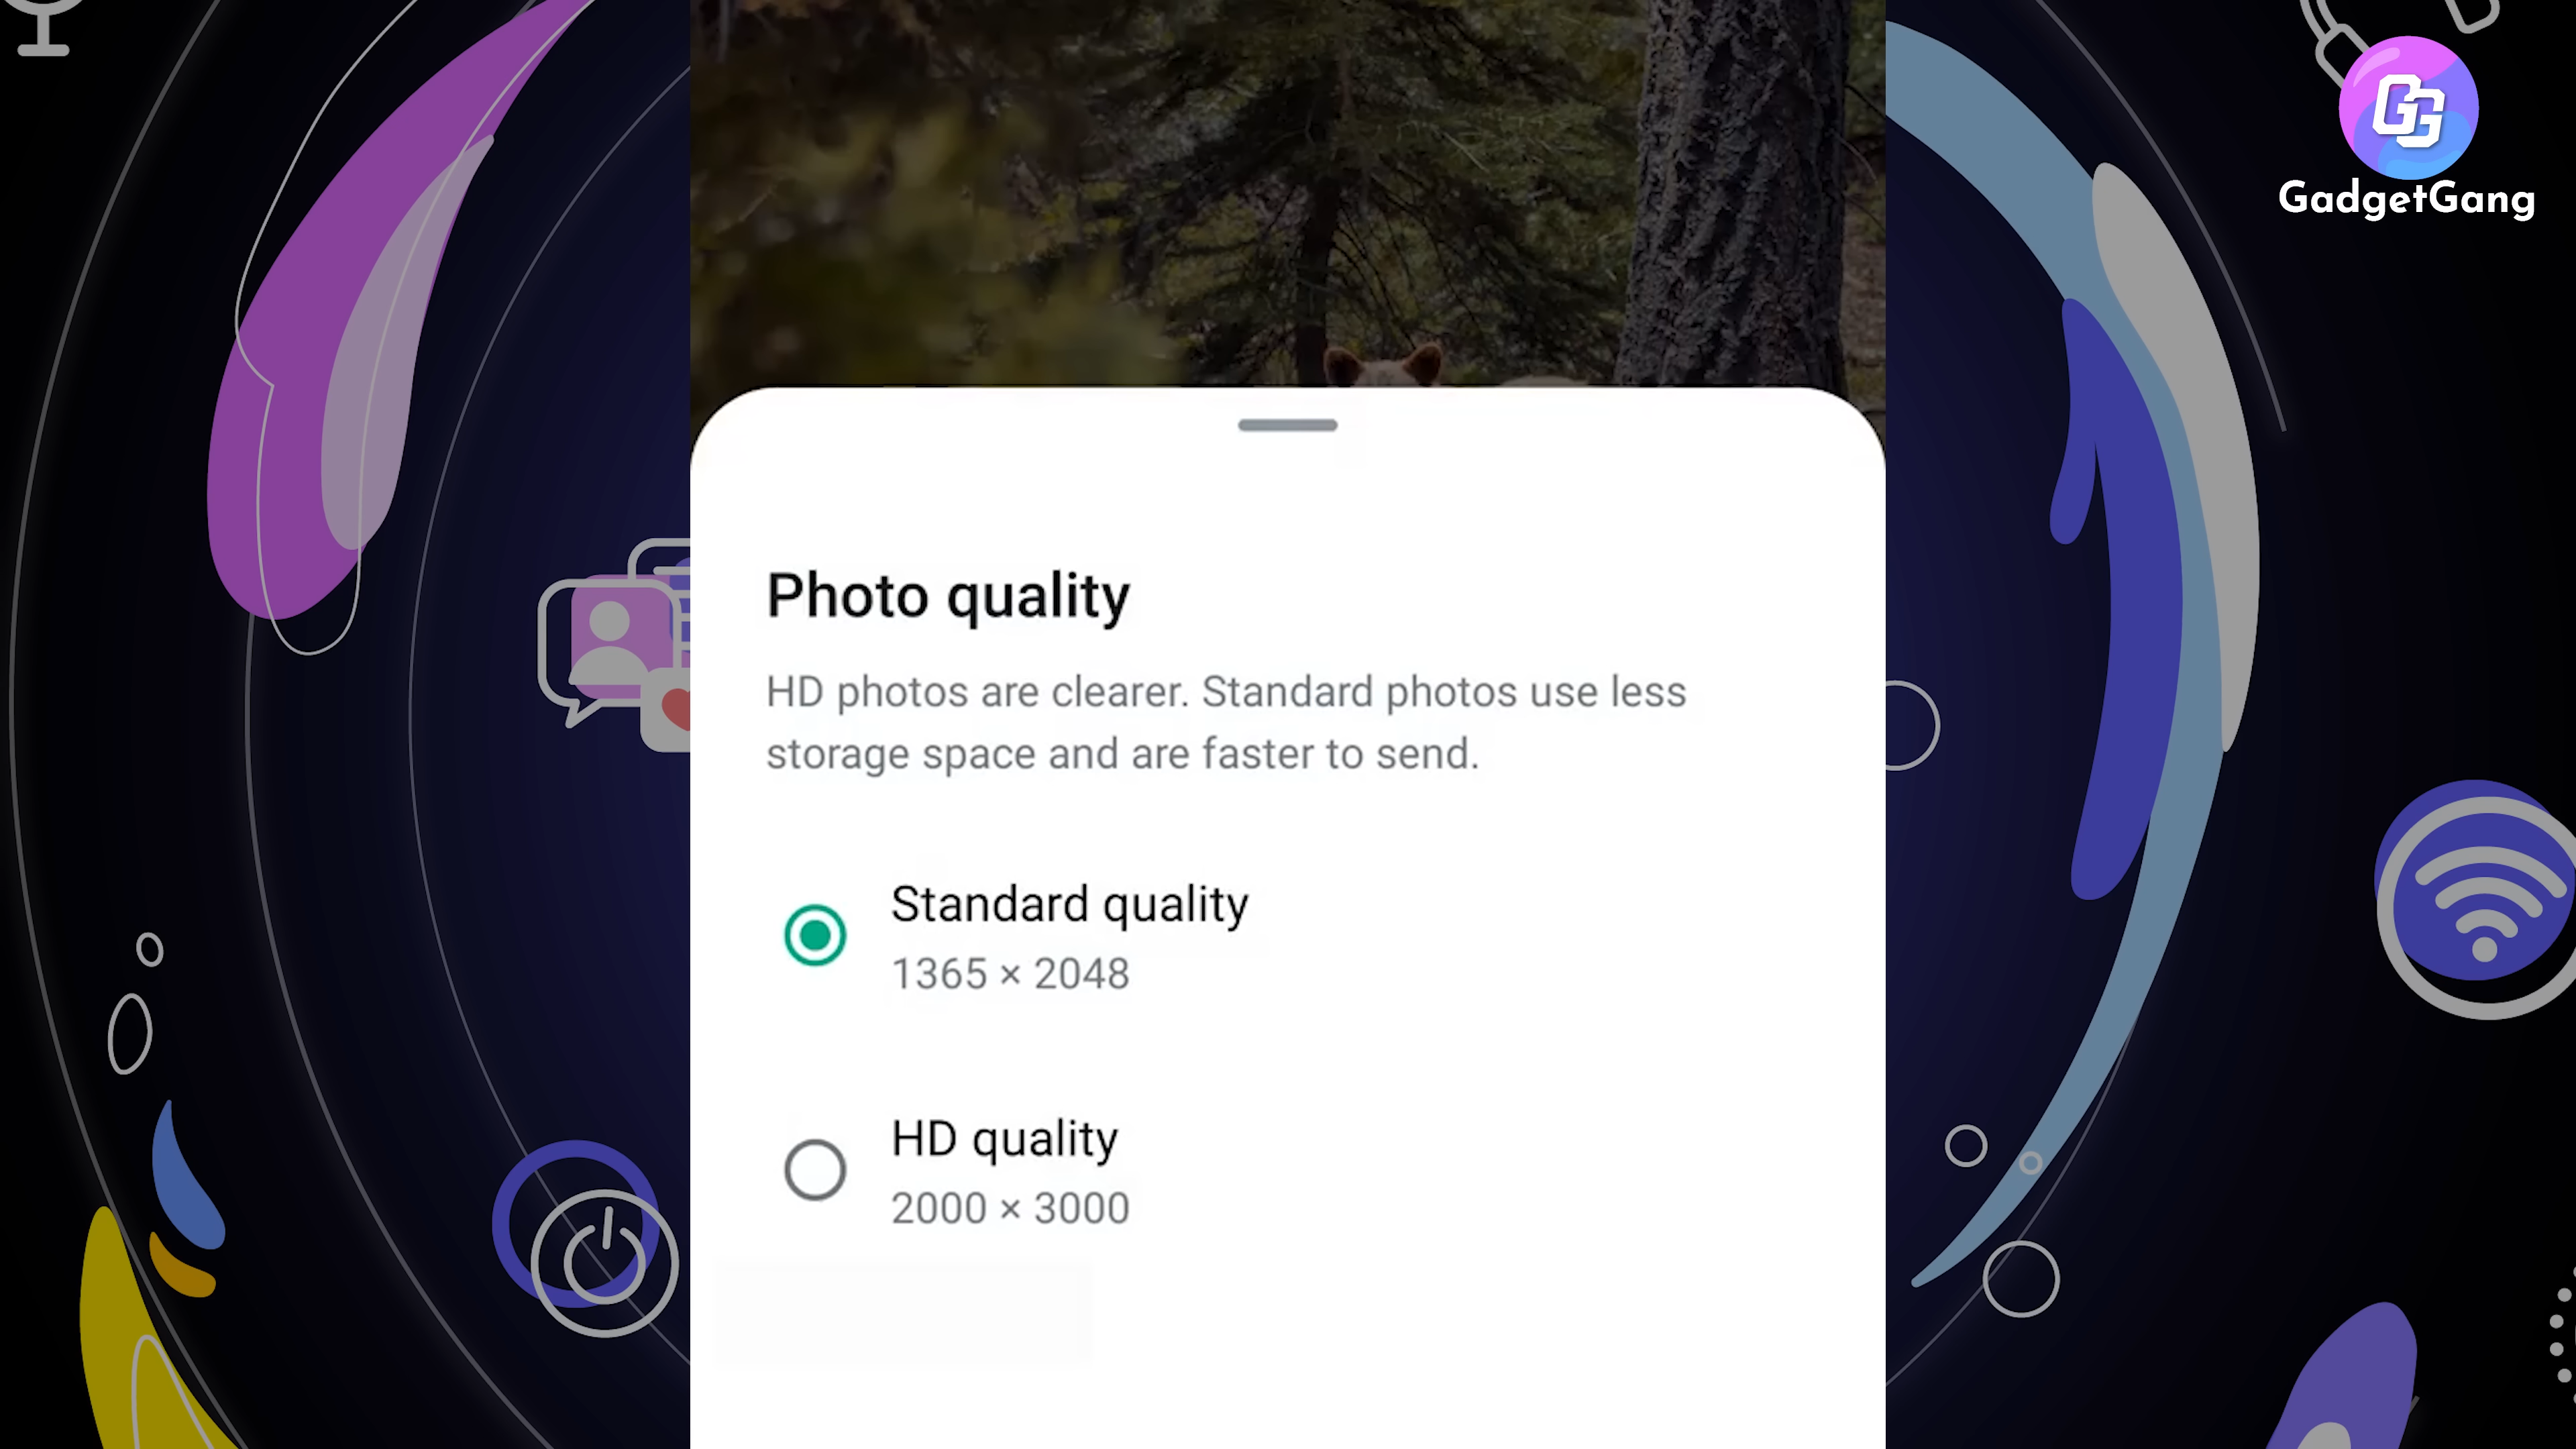 GG
GadgetGang
Photo quality
HD photos are clearer. Standard photos use less
storage space and are faster to send.
Standard quality
1365 × 2048
HD quality
2000 × 3000